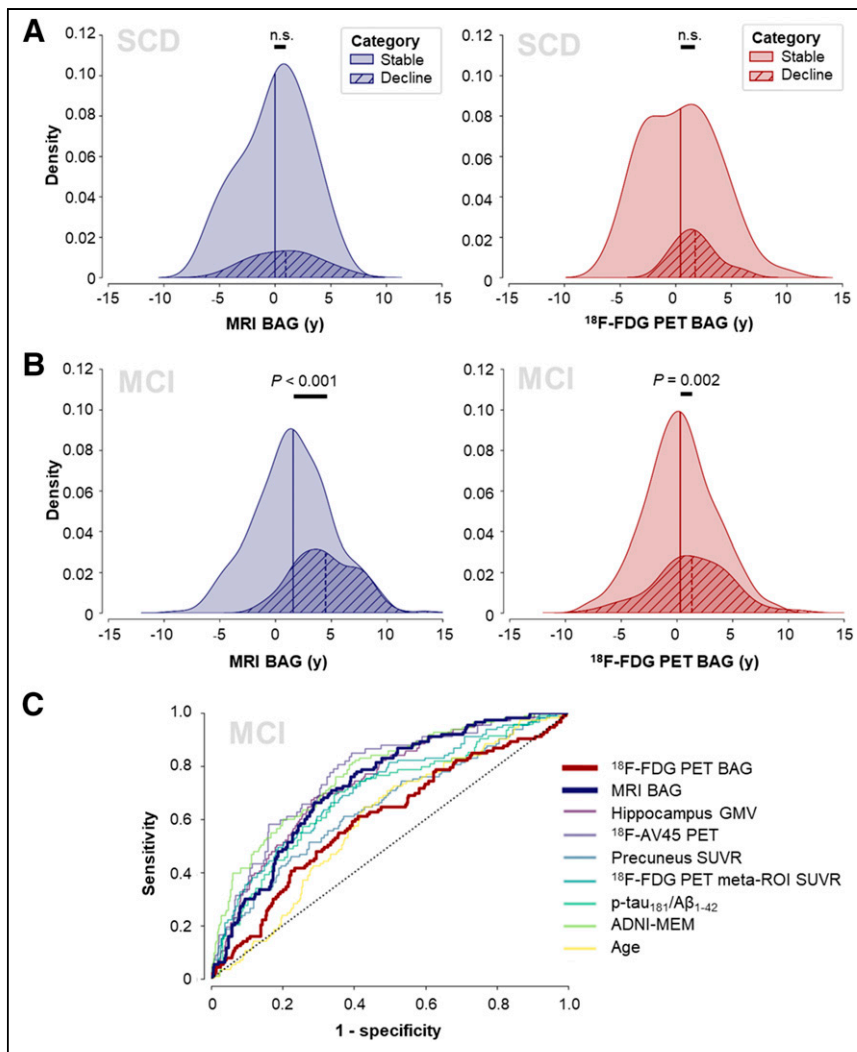 A
SCD
n.s.
Category
Stable
Decline
0.12
0.10
0.08
0.06
0.04
0.02
0
Density
-15 -10 -5 0 5 10 15
MRI BAG (y)
n.s.
Category
Stable
Decline
0.12
0.10
0.08
0.06
0.04
0.02
0
-15 -10 -5 0 5 10 15
¹⁸F-FDG PET BAG (y)
B
MCI
P < 0.001
0.12
0.10
0.08
0.06
0.04
0.02
0
Density
-15 -10 -5 0 5 10 15
MRI BAG (y)
MCI
P = 0.002
0.12
0.10
0.08
0.06
0.04
0.02
0
-15 -10 -5 0 5 10 15
¹⁸F-FDG PET BAG (y)
C
MCI
1.0
0.8
0.6
0.4
0.2
0
Sensitivity
0 0.2 0.4 0.6 0.8 1.0
1 - specificity
¹⁸F-FDG PET BAG
MRI BAG
Hippocampus GMV
¹⁸F-AV45 PET
Precuneus SUVR
¹⁸F-FDG PET meta-ROI SUVR
p-tau₁₈₁/Aβ₁₋₄₂
ADNI-MEM
Age